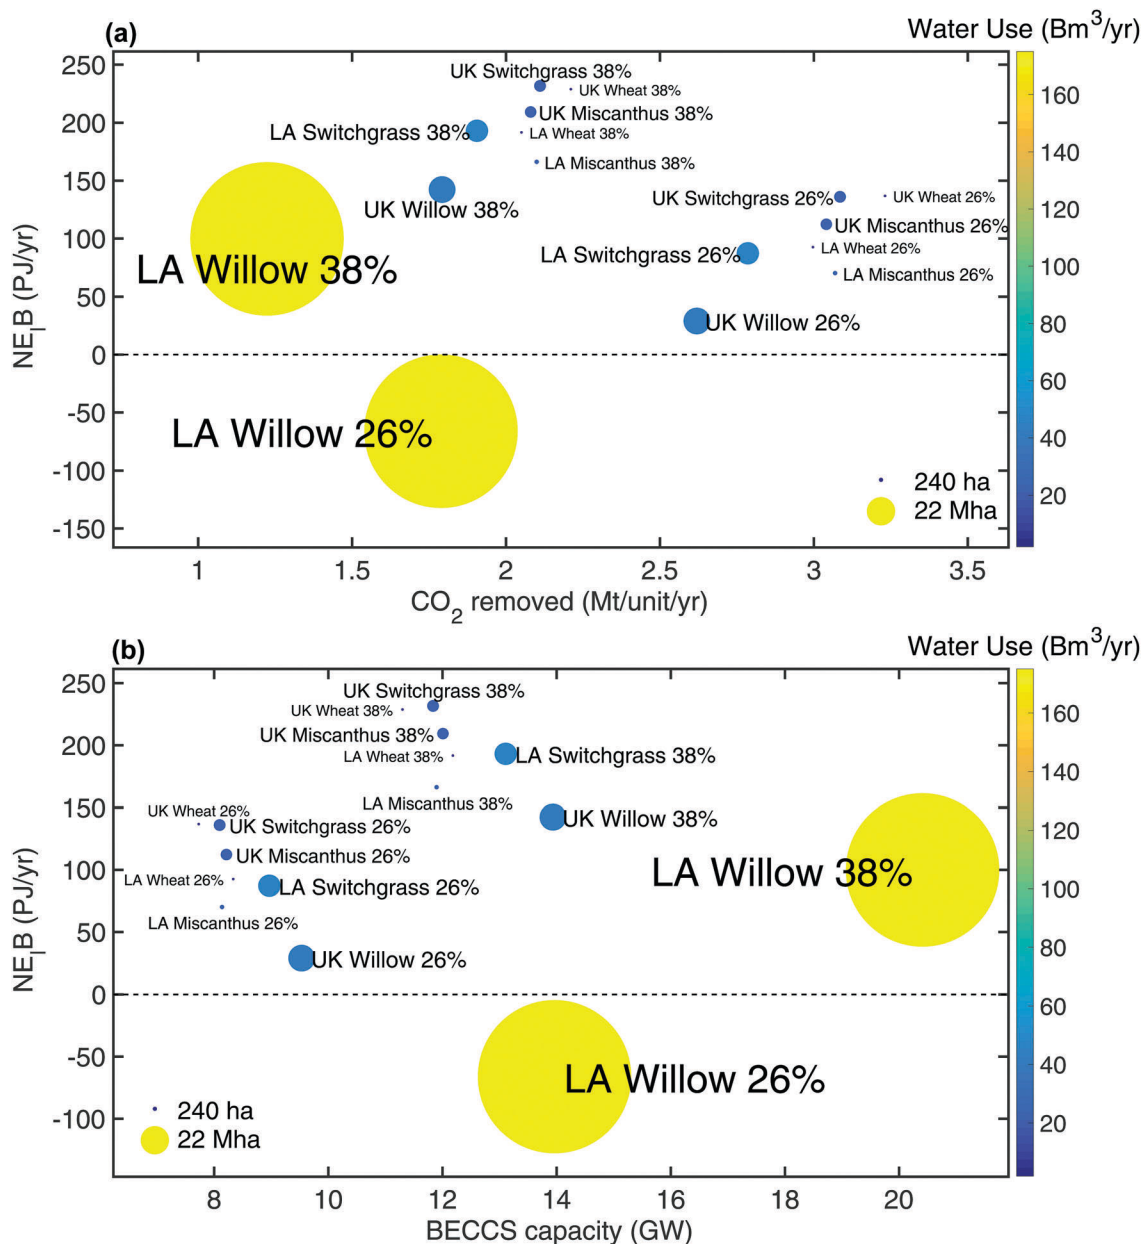 (a)
Water Use (Bm³/yr)
250
200
150
100
50
0
-50
-100
-150
NE_IB (PJ/yr)
UK Switchgrass 38%
UK Wheat 38%
UK Miscanthus 38%
LA Switchgrass 38%
LA Wheat 38%
LA Miscanthus 38%
UK Willow 38%
UK Switchgrass 26%
UK Wheat 26%
UK Miscanthus 26%
LA Willow 38%
LA Switchgrass 26%
LA Wheat 26%
LA Miscanthus 26%
UK Willow 26%
LA Willow 26%
240 ha
22 Mha
160
140
120
100
80
60
40
20
1 1.5 2 2.5 3 3.5
CO₂ removed (Mt/unit/yr)
(b)
Water Use (Bm³/yr)
250
200
150
100
50
0
-50
-100
NE_IB (PJ/yr)
UK Switchgrass 38%
UK Wheat 38%
UK Miscanthus 38%
LA Wheat 38%
LA Switchgrass 38%
LA Miscanthus 38%
UK Wheat 26%
UK Switchgrass 26%
UK Willow 38%
UK Miscanthus 26%
LA Wheat 26%
LA Switchgrass 26%
LA Willow 38%
LA Miscanthus 26%
UK Willow 26%
LA Willow 26%
240 ha
22 Mha
160
140
120
100
80
60
40
20
8 10 12 14 16 18 20
BECCS capacity (GW)